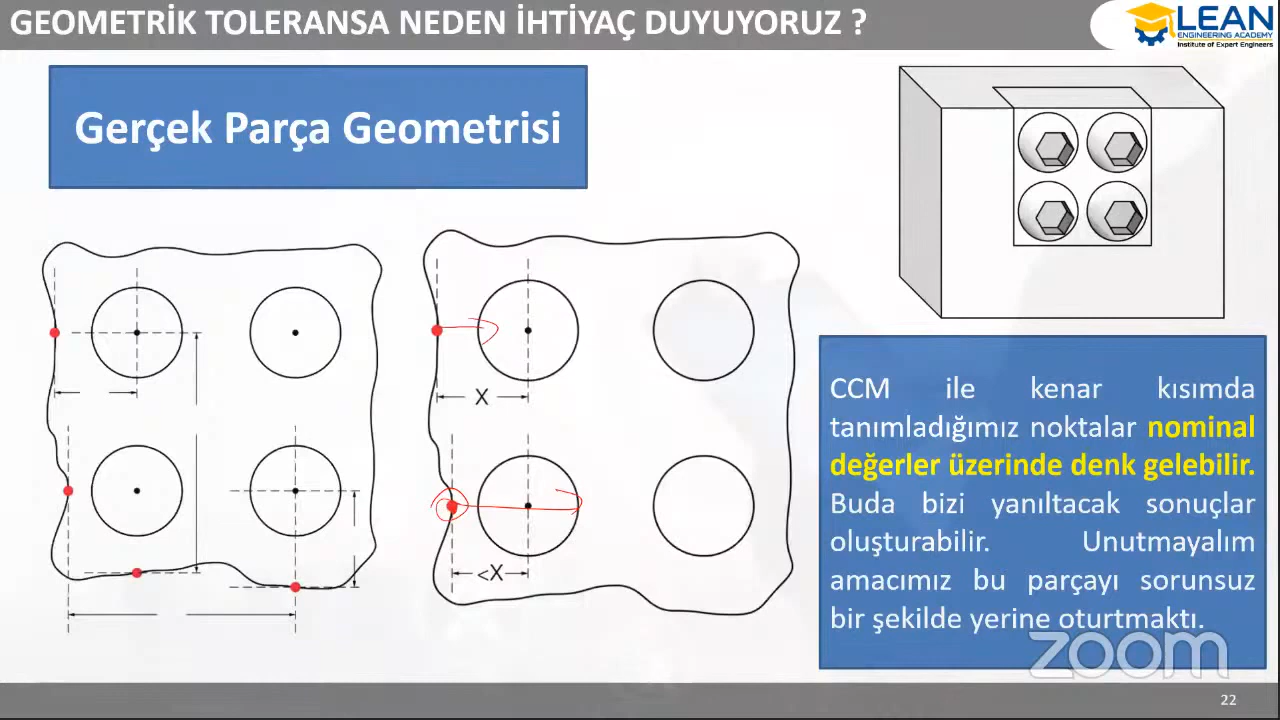 GEOMETRİK TOLERANSA NEDEN İHTİYAÇ DUYUYORUZ ?
LEAN
ENGINEERING ACADEMY
Institute of Expert Engineers
Gerçek Parça Geometrisi
X
<X
CCM ile kenar kısımda
tanımladığımız noktalar nominal
değerler üzerinde denk gelebilir.
Buda bizi yanıltacak sonuçlar
oluşturabilir. Unutmayalım
amacımız bu parçayı sorunsuz
bir şekilde yerine oturtmaktı.
zoom
22